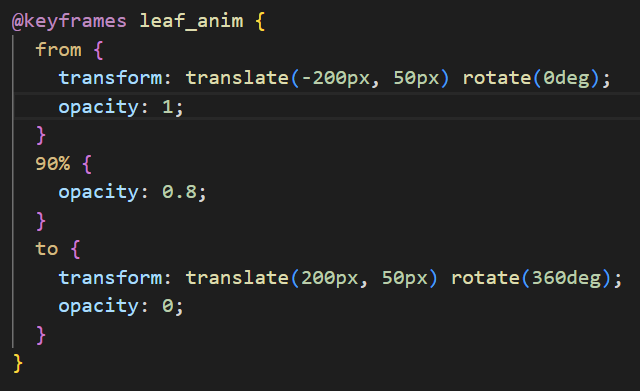 @keyframes leaf_anim {
  from {
    transform: translate(-200px, 50px) rotate(0deg);
    opacity: 1;
  }
  90% {
    opacity: 0.8;
  }
  to {
    transform: translate(200px, 50px) rotate(360deg);
    opacity: 0;
  }
}